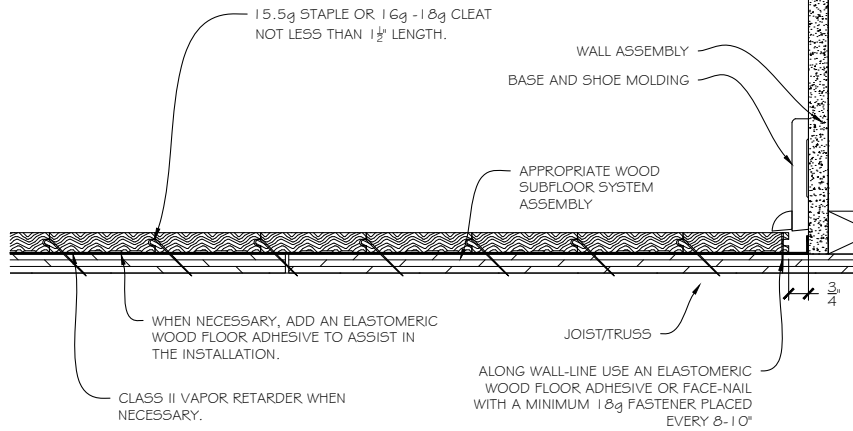 15.5g STAPLE OR 16g -18g CLEAT
NOT LESS THAN 1½" LENGTH.
WALL ASSEMBLY
BASE AND SHOE MOLDING
APPROPRIATE WOOD
SUBFLOOR SYSTEM
ASSEMBLY
3/4"
WHEN NECESSARY, ADD AN ELASTOMERIC
WOOD FLOOR ADHESIVE TO ASSIST IN
THE INSTALLATION.
JOIST/TRUSS
CLASS II VAPOR RETARDER WHEN
NECESSARY.
ALONG WALL-LINE USE AN ELASTOMERIC
WOOD FLOOR ADHESIVE OR FACE-NAIL
WITH A MINIMUM 18g FASTENER PLACED
EVERY 8-10"